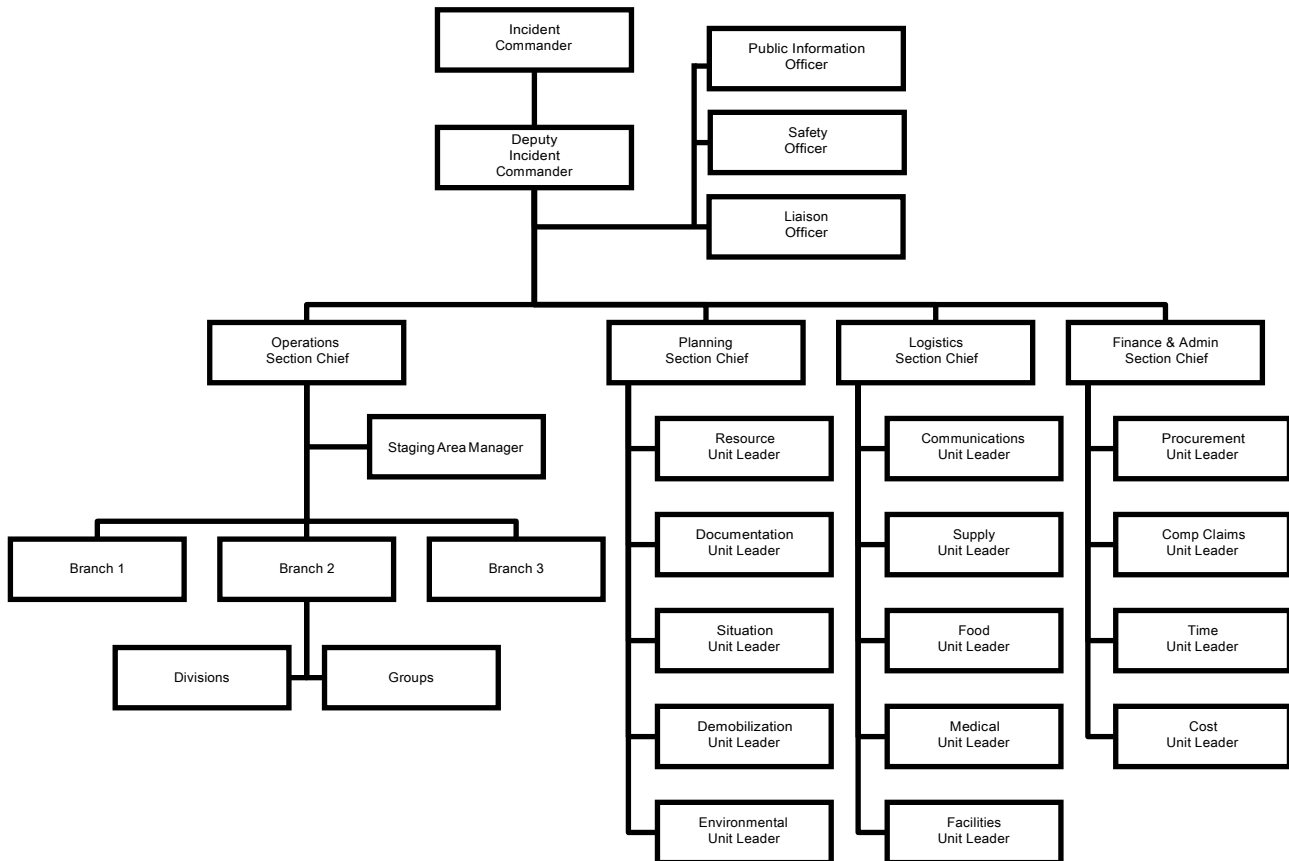 Incident
Commander
Public Information
Officer
Deputy
Incident
Commander
Safety
Officer
Liaison
Officer
Operations
Section Chief
Planning
Section Chief
Logistics
Section Chief
Finance & Admin
Section Chief
Staging Area Manager
Resource
Unit Leader
Communications
Unit Leader
Procurement
Unit Leader
Branch 1
Branch 2
Branch 3
Documentation
Unit Leader
Supply
Unit Leader
Comp Claims
Unit Leader
Divisions
Groups
Situation
Unit Leader
Food
Unit Leader
Time
Unit Leader
Demobilization
Unit Leader
Medical
Unit Leader
Cost
Unit Leader
Environmental
Unit Leader
Facilities
Unit Leader